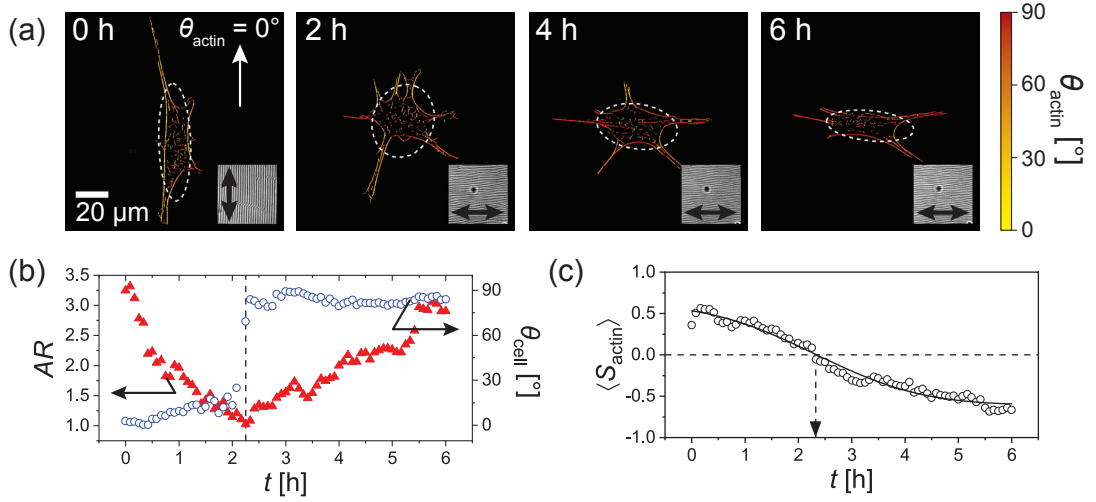 (a)
0 h
θactin = 0°
2 h
4 h
6 h
20 µm
90
60
30
0
θactin [°]
(b)
3.5
3.0
2.5
2.0
1.5
1.0
AR
90
60
30
0
θcell [°]
0 1 2 3 4 5 6
t [h]
(c)
1.0
0.5
0.0
-0.5
-1.0
⟨Sactin⟩
0 1 2 3 4 5 6
t [h]